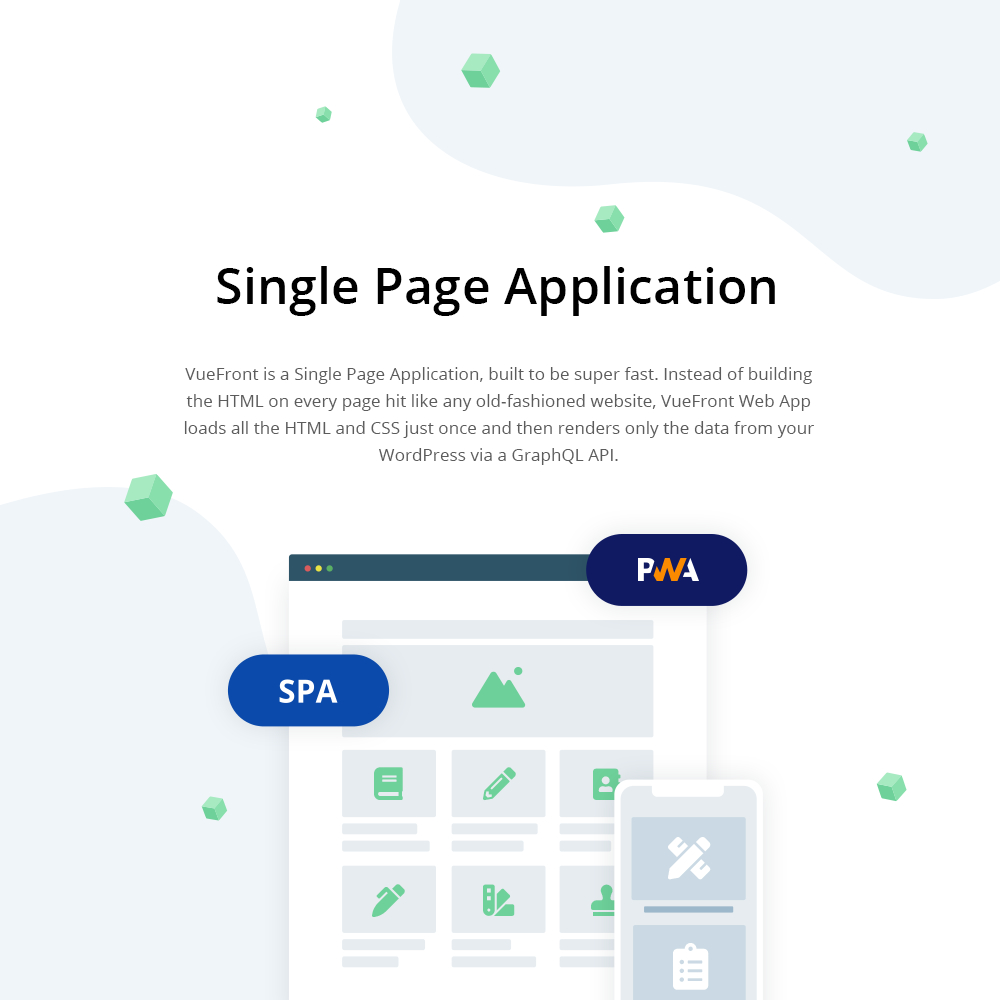 Single Page Application
VueFront is a Single Page Application, built to be super fast. Instead of building
the HTML on every page hit like any old-fashioned website, VueFront Web App
loads all the HTML and CSS just once and then renders only the data from your
WordPress via a GraphQL API.
PWA
SPA